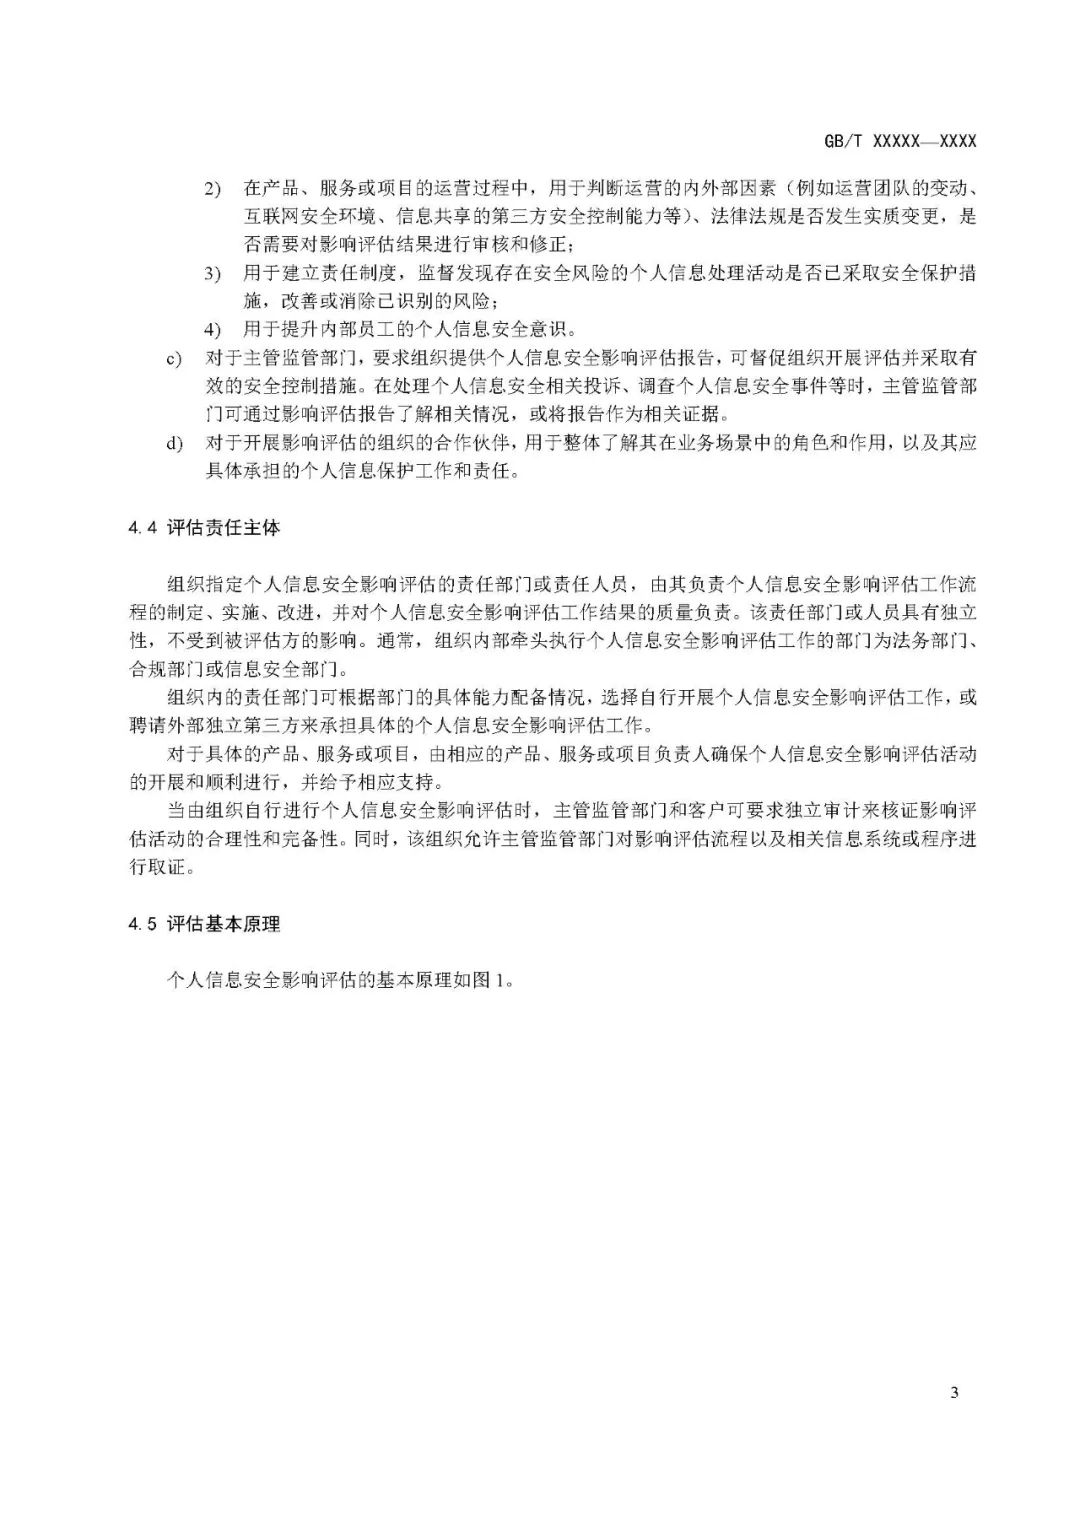 GB/T XXXXX—XXXX
2) 在产品、服务或项目的运营过程中，用于判断运营的内外部因素（例如运营团队的变动、
互联网安全环境、信息共享的第三方安全控制能力等）、法律法规是否发生实质变更，是
否需要对影响评估结果进行审核和修正；
3) 用于建立责任制度，监督发现存在安全风险的个人信息处理活动是否已采取安全保护措
施，改善或消除已识别的风险；
4) 用于提升内部员工的个人信息安全意识。
c) 对于主管监管部门，要求组织提供个人信息安全影响评估报告，可督促组织开展评估并采取有
效的安全控制措施。在处理个人信息安全相关投诉、调查个人信息安全事件等时，主管监管部
门可通过影响评估报告了解相关情况，或将报告作为相关证据。
d) 对于开展影响评估的组织的合作伙伴，用于整体了解其在业务场景中的角色和作用，以及其应
具体承担的个人信息保护工作和责任。
4.4 评估责任主体
组织指定个人信息安全影响评估的责任部门或责任人员，由其负责个人信息安全影响评估工作流
程的制定、实施、改进，并对个人信息安全影响评估工作结果的质量负责。该责任部门或人员具有独立
性，不受到被评估方的影响。通常，组织内部牵头执行个人信息安全影响评估工作的部门为法务部门、
合规部门或信息安全部门。
组织内的责任部门可根据部门的具体能力配备情况，选择自行开展个人信息安全影响评估工作，或
聘请外部独立第三方来承担具体的个人信息安全影响评估工作。
对于具体的产品、服务或项目，由相应的产品、服务或项目负责人确保个人信息安全影响评估活动
的开展和顺利进行，并给予相应支持。
当由组织自行进行个人信息安全影响评估时，主管监管部门和客户可要求独立审计来核证影响评
估活动的合理性和完备性。同时，该组织允许主管监管部门对影响评估流程以及相关信息系统或程序进
行取证。
4.5 评估基本原理
个人信息安全影响评估的基本原理如图 1。
3